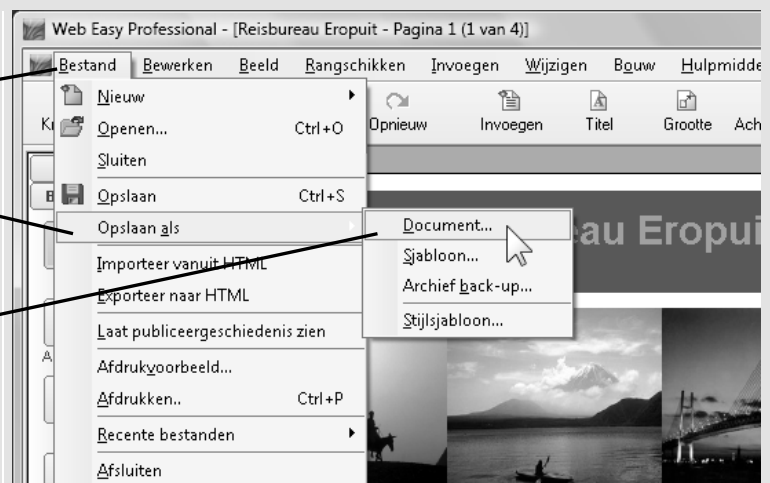 Web Easy Professional - [Reisbureau Eropuit - Pagina 1 (1 van 4)]
Bestand Bewerken Beeld Rangschikken Invoegen Wijzigen Bouw Hulpmidde
Opnieuw Invoegen Titel Grootte Ach
Nieuw
Openen... Ctrl+O
Sluiten
Opslaan Ctrl+S
Opslaan als
Importeer vanuit HTML
Exporteer naar HTML
Laat publiceergeschiedenis zien
Afdrukvoorbeeld...
Afdrukken.. Ctrl+P
Recente bestanden
Afsluiten
Document...
Sjabloon...
Archief back-up...
Stijlsjabloon...
au Eropui